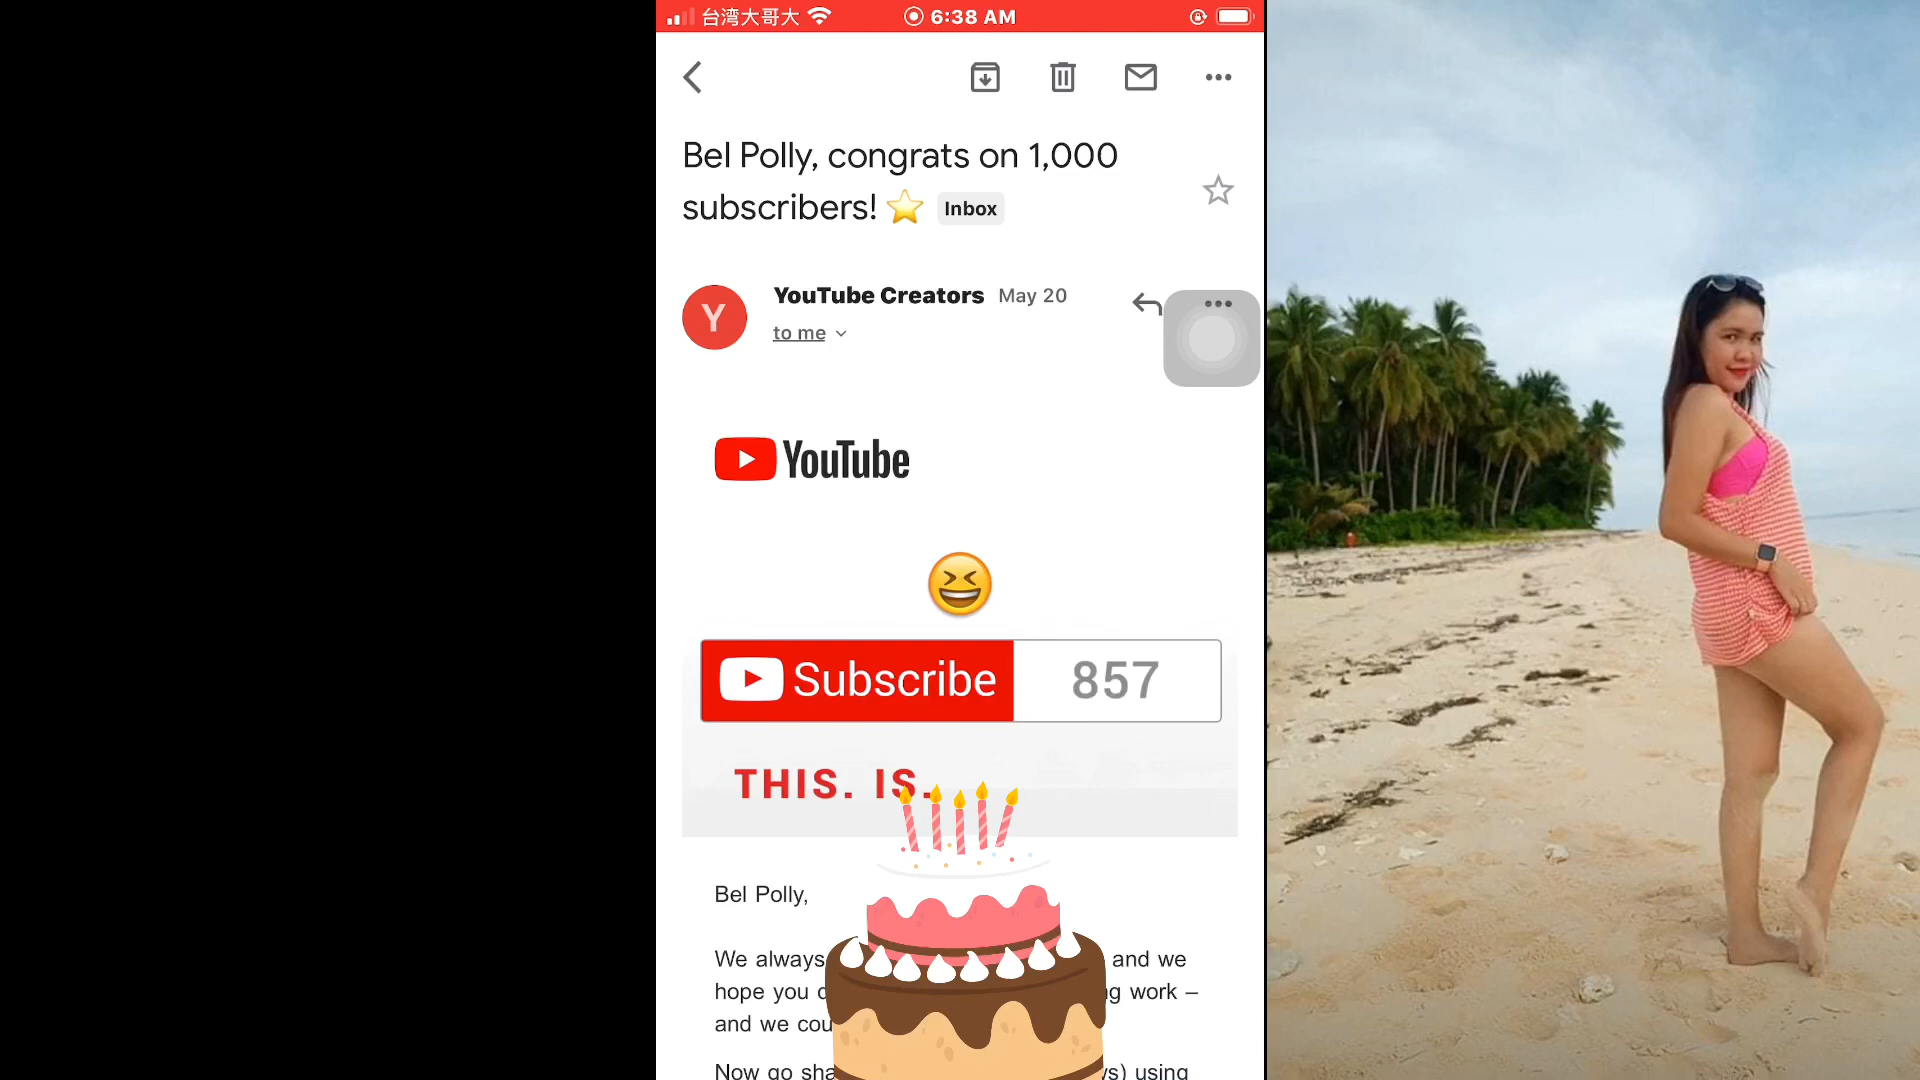 台湾大哥大 6:38 AM
Bel Polly, congrats on 1,000
subscribers! Inbox
Y
YouTube Creators May 20
to me
YouTube
Subscribe 857
THIS. IS.
Bel Polly,
We always and we
hope you work –
and we
Now go using